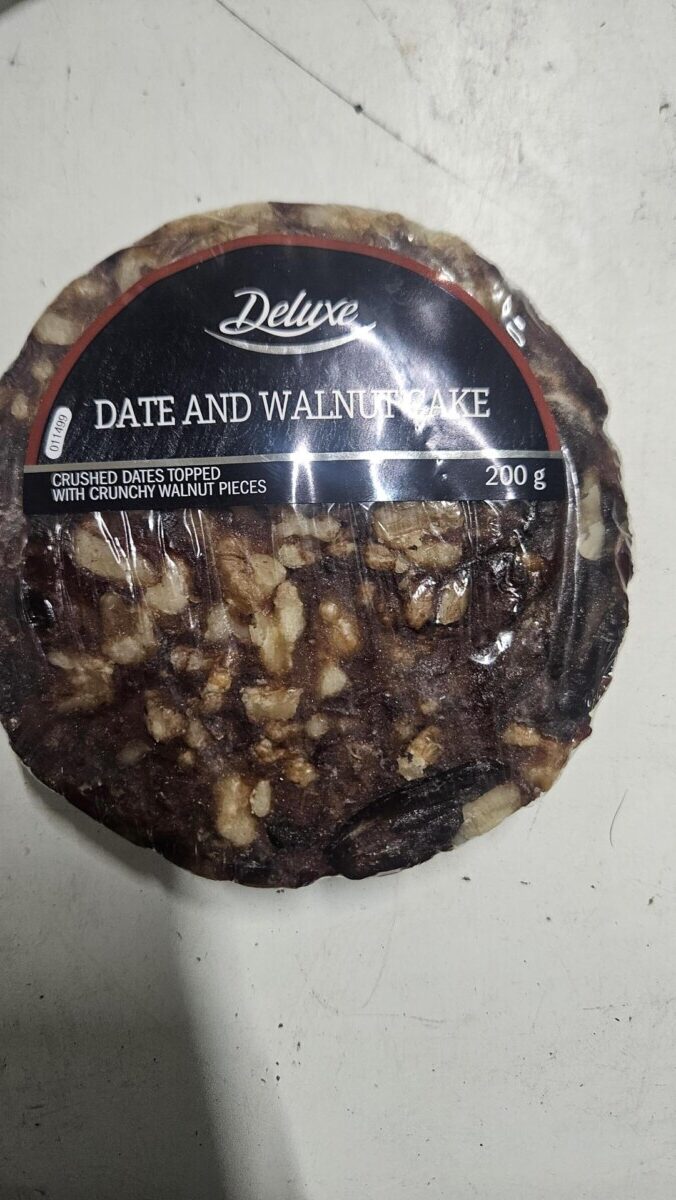 Deluxe
DATE AND WALNUT CAKE
011499
CRUSHED DATES TOPPED
WITH CRUNCHY WALNUT PIECES
200 g